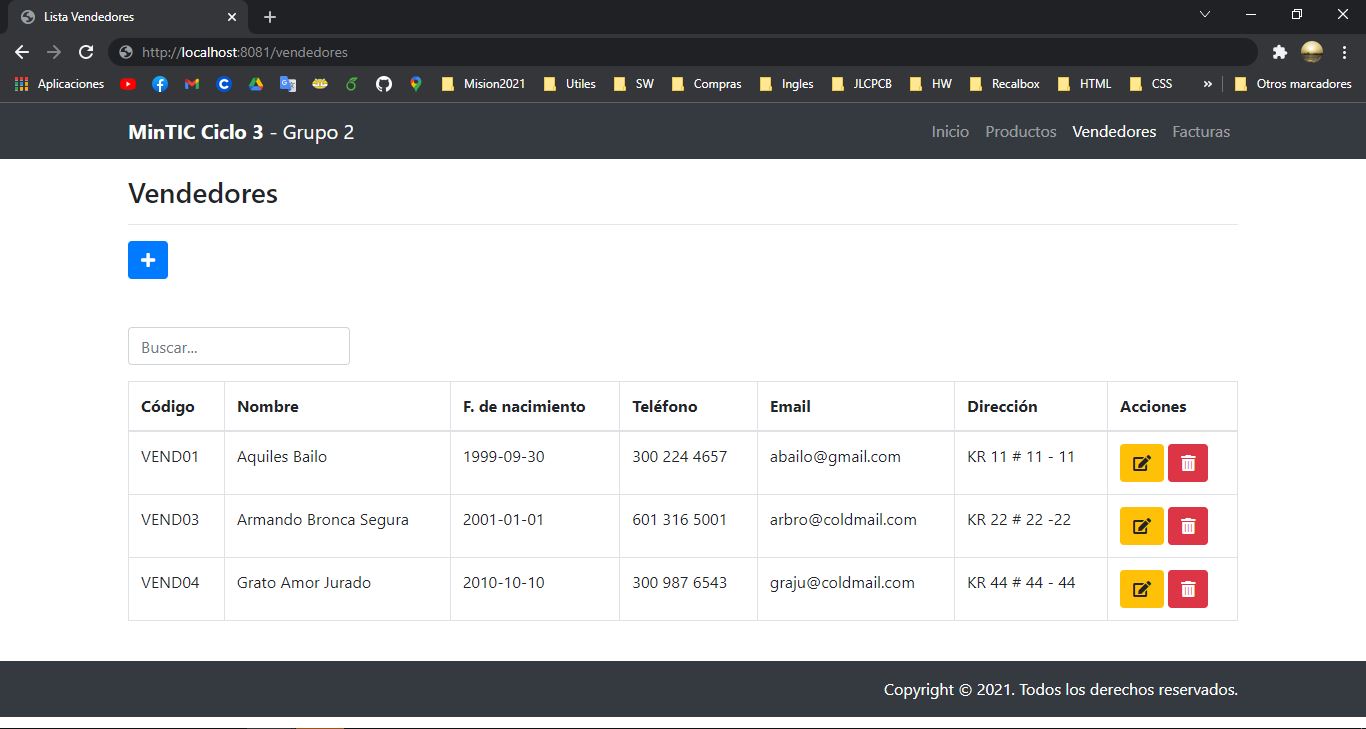 Lista Vendedores
http://localhost:8081/vendedores
Aplicaciones Mision2021 Utiles SW Compras Ingles JLCPCB HW Recalbox HTML CSS » Otros marcadores
MinTIC Ciclo 3 - Grupo 2 Inicio Productos Vendedores Facturas
Vendedores
+
Buscar...
Código Nombre F. de nacimiento Teléfono Email Dirección Acciones
VEND01 Aquiles Bailo 1999-09-30 300 224 4657 abailo@gmail.com KR 11 # 11 - 11
VEND03 Armando Bronca Segura 2001-01-01 601 316 5001 arbro@coldmail.com KR 22 # 22 -22
VEND04 Grato Amor Jurado 2010-10-10 300 987 6543 graju@coldmail.com KR 44 # 44 - 44
Copyright © 2021. Todos los derechos reservados.